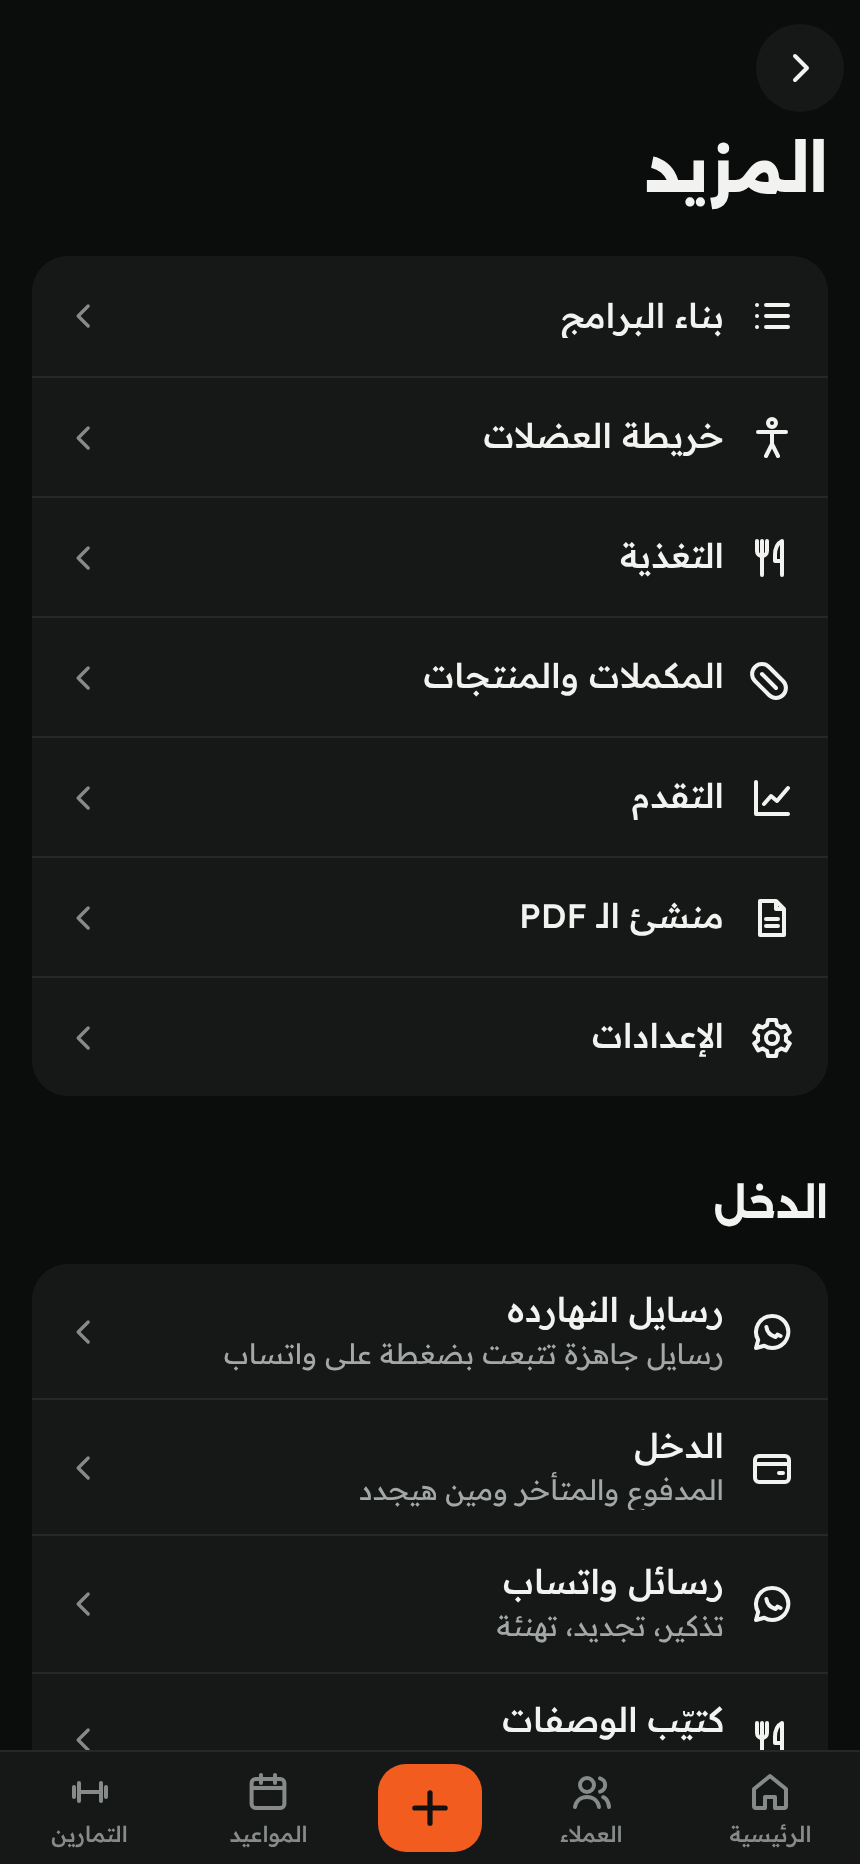 المزيد
بناء البرامج
خريطة العضلات
التغذية
المكملات والمنتجات
التقدم
منشئ الـ PDF
الإعدادات
الدخل
رسايل النهارده
رسايل جاهزة تتبعت بضغطة على واتساب
الدخل
المدفوع والمتأخر ومين هيجدد
رسائل واتساب
تذكير، تجديد، تهنئة
كتيّب الوصفات
الرئيسية
العملاء
المواعيد
التمارين